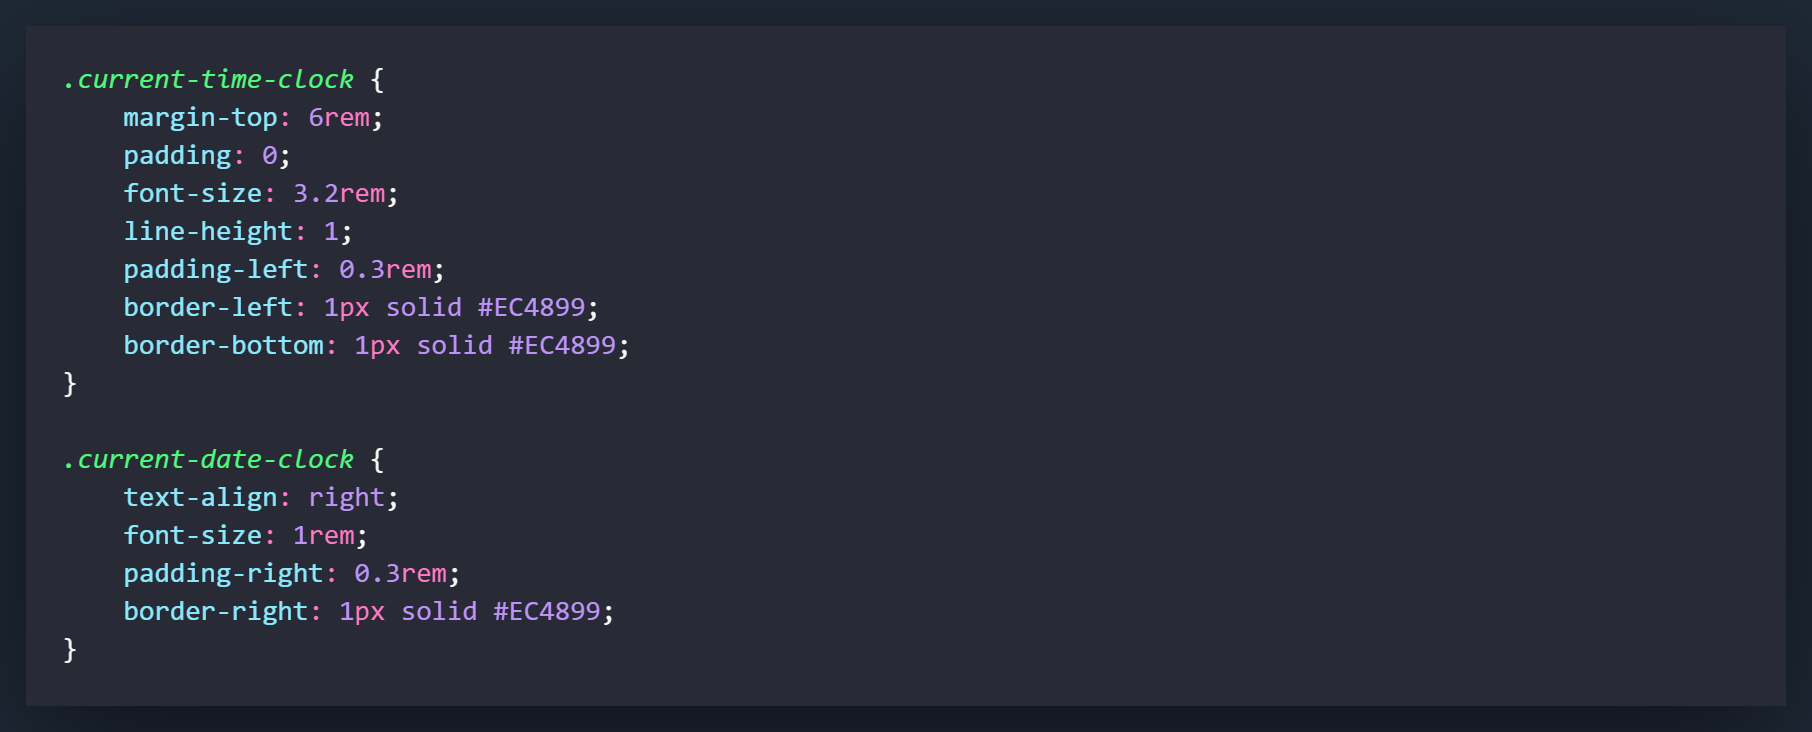 .current-time-clock {
    margin-top: 6rem;
    padding: 0;
    font-size: 3.2rem;
    line-height: 1;
    padding-left: 0.3rem;
    border-left: 1px solid #EC4899;
    border-bottom: 1px solid #EC4899;
}

.current-date-clock {
    text-align: right;
    font-size: 1rem;
    padding-right: 0.3rem;
    border-right: 1px solid #EC4899;
}